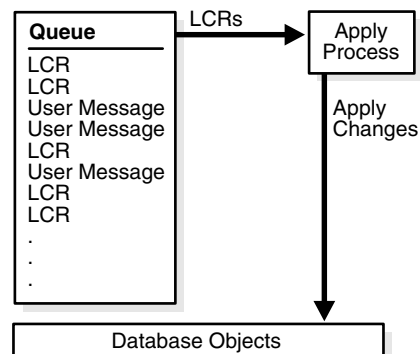 Queue
LCR
LCR
User Message
User Message
LCR
User Message
LCR
LCR
.
.
.
LCRs
Apply
Process
Apply
Changes
Database Objects